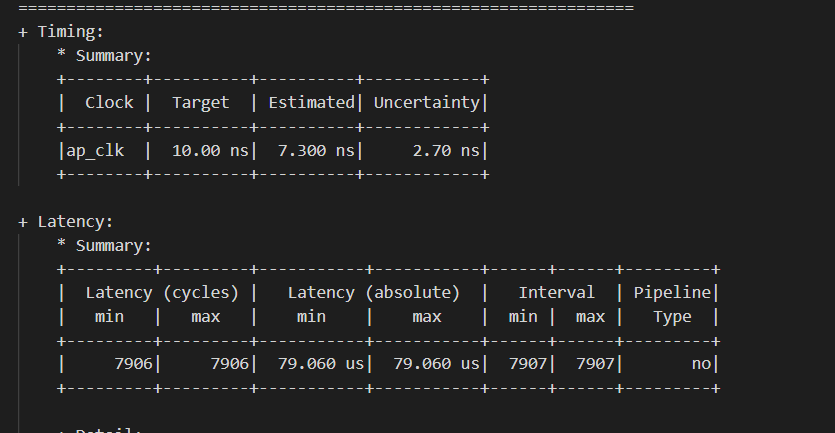 ================================================================
+ Timing:
    * Summary:
    +--------+----------+----------+------------+
    |  Clock |  Target  | Estimated| Uncertainty|
    +--------+----------+----------+------------+
    |ap_clk  |  10.00 ns|  7.300 ns|     2.70 ns|
    +--------+----------+----------+------------+

+ Latency:
    * Summary:
    +---------+---------+-----------+-----------+------+------+---------+
    |  Latency (cycles) |   Latency (absolute)  |   Interval  | Pipeline|
    |   min   |   max   |    min    |    max    |  min |  max |   Type  |
    +---------+---------+-----------+-----------+------+------+---------+
    |     7906|     7906|  79.060 us|  79.060 us|  7907|  7907|       no|
    +---------+---------+-----------+-----------+------+------+---------+

    + Detail: